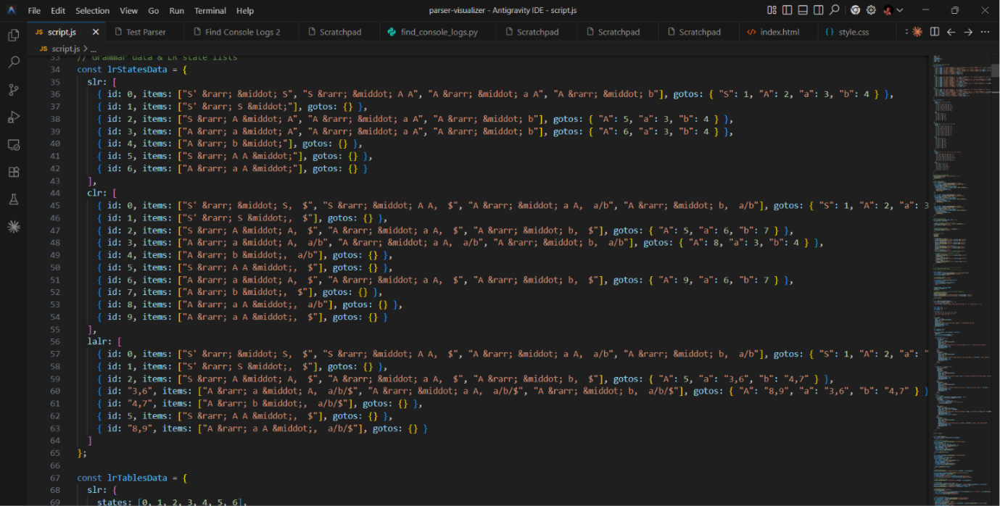 File Edit Selection View Go Run Terminal Help
parser-visualizer - Antigravity IDE - script.js
JS script.js
Test Parser
Find Console Logs 2
Scratchpad
find_console_logs.py
Scratchpad
Scratchpad
Scratchpad
index.html
style.css
JS script.js > ...
33 // Grammar data & LR state lists
34 const lrStatesData = {
35 slr: [
36 { id: 0, items: ["S' &rarr; &middot; S", "S &rarr; &middot; A A", "A &rarr; &middot; a A", "A &rarr; &middot; b"], gotos: { "S": 1, "A": 2, "a": 3, "b": 4 } },
37 { id: 1, items: ["S' &rarr; S &middot;"], gotos: {} },
38 { id: 2, items: ["S &rarr; A &middot; A", "A &rarr; &middot; a A", "A &rarr; &middot; b"], gotos: { "A": 5, "a": 3, "b": 4 } },
39 { id: 3, items: ["A &rarr; a &middot; A", "A &rarr; &middot; a A", "A &rarr; &middot; b"], gotos: { "A": 6, "a": 3, "b": 4 } },
40 { id: 4, items: ["A &rarr; b &middot;"], gotos: {} },
41 { id: 5, items: ["S &rarr; A A &middot;"], gotos: {} },
42 { id: 6, items: ["A &rarr; a A &middot;"], gotos: {} }
43 ],
44 clr: [
45 { id: 0, items: ["S' &rarr; &middot; S, $", "S &rarr; &middot; A A, $", "A &rarr; &middot; a A, a/b", "A &rarr; &middot; b, a/b"], gotos: { "S": 1, "A": 2, "a": 3
46 { id: 1, items: ["S' &rarr; S &middot;, $"], gotos: {} },
47 { id: 2, items: ["S &rarr; A &middot; A, $", "A &rarr; &middot; a A, $", "A &rarr; &middot; b, $"], gotos: { "A": 5, "a": 6, "b": 7 } },
48 { id: 3, items: ["A &rarr; a &middot; A, a/b", "A &rarr; &middot; a A, a/b", "A &rarr; &middot; b, a/b"], gotos: { "A": 8, "a": 3, "b": 4 } },
49 { id: 4, items: ["A &rarr; b &middot;, a/b"], gotos: {} },
50 { id: 5, items: ["S &rarr; A A &middot;, $"], gotos: {} },
51 { id: 6, items: ["A &rarr; a &middot; A, $", "A &rarr; &middot; a A, $", "A &rarr; &middot; b, $"], gotos: { "A": 9, "a": 6, "b": 7 } },
52 { id: 7, items: ["A &rarr; b &middot;, $"], gotos: {} },
53 { id: 8, items: ["A &rarr; a A &middot;, a/b"], gotos: {} },
54 { id: 9, items: ["A &rarr; a A &middot;, $"], gotos: {} }
55 ],
56 lalr: [
57 { id: 0, items: ["S' &rarr; &middot; S, $", "S &rarr; &middot; A A, $", "A &rarr; &middot; a A, a/b", "A &rarr; &middot; b, a/b"], gotos: { "S": 1, "A": 2, "a": "
58 { id: 1, items: ["S' &rarr; S &middot;, $"], gotos: {} },
59 { id: 2, items: ["S &rarr; A &middot; A, $", "A &rarr; &middot; a A, $", "A &rarr; &middot; b, $"], gotos: { "A": 5, "a": "3,6", "b": "4,7" } },
60 { id: "3,6", items: ["A &rarr; a &middot; A, a/b/$", "A &rarr; &middot; a A, a/b/$", "A &rarr; &middot; b, a/b/$"], gotos: { "A": "8,9", "a": "3,6", "b": "4,7" } }
61 { id: "4,7", items: ["A &rarr; b &middot;, a/b/$"], gotos: {} },
62 { id: 5, items: ["S &rarr; A A &middot;, $"], gotos: {} },
63 { id: "8,9", items: ["A &rarr; a A &middot;, a/b/$"], gotos: {} }
64 ]
65 };
66
67 const lrTablesData = {
68 slr: {
69 states: [0, 1, 2, 3, 4, 5, 6],